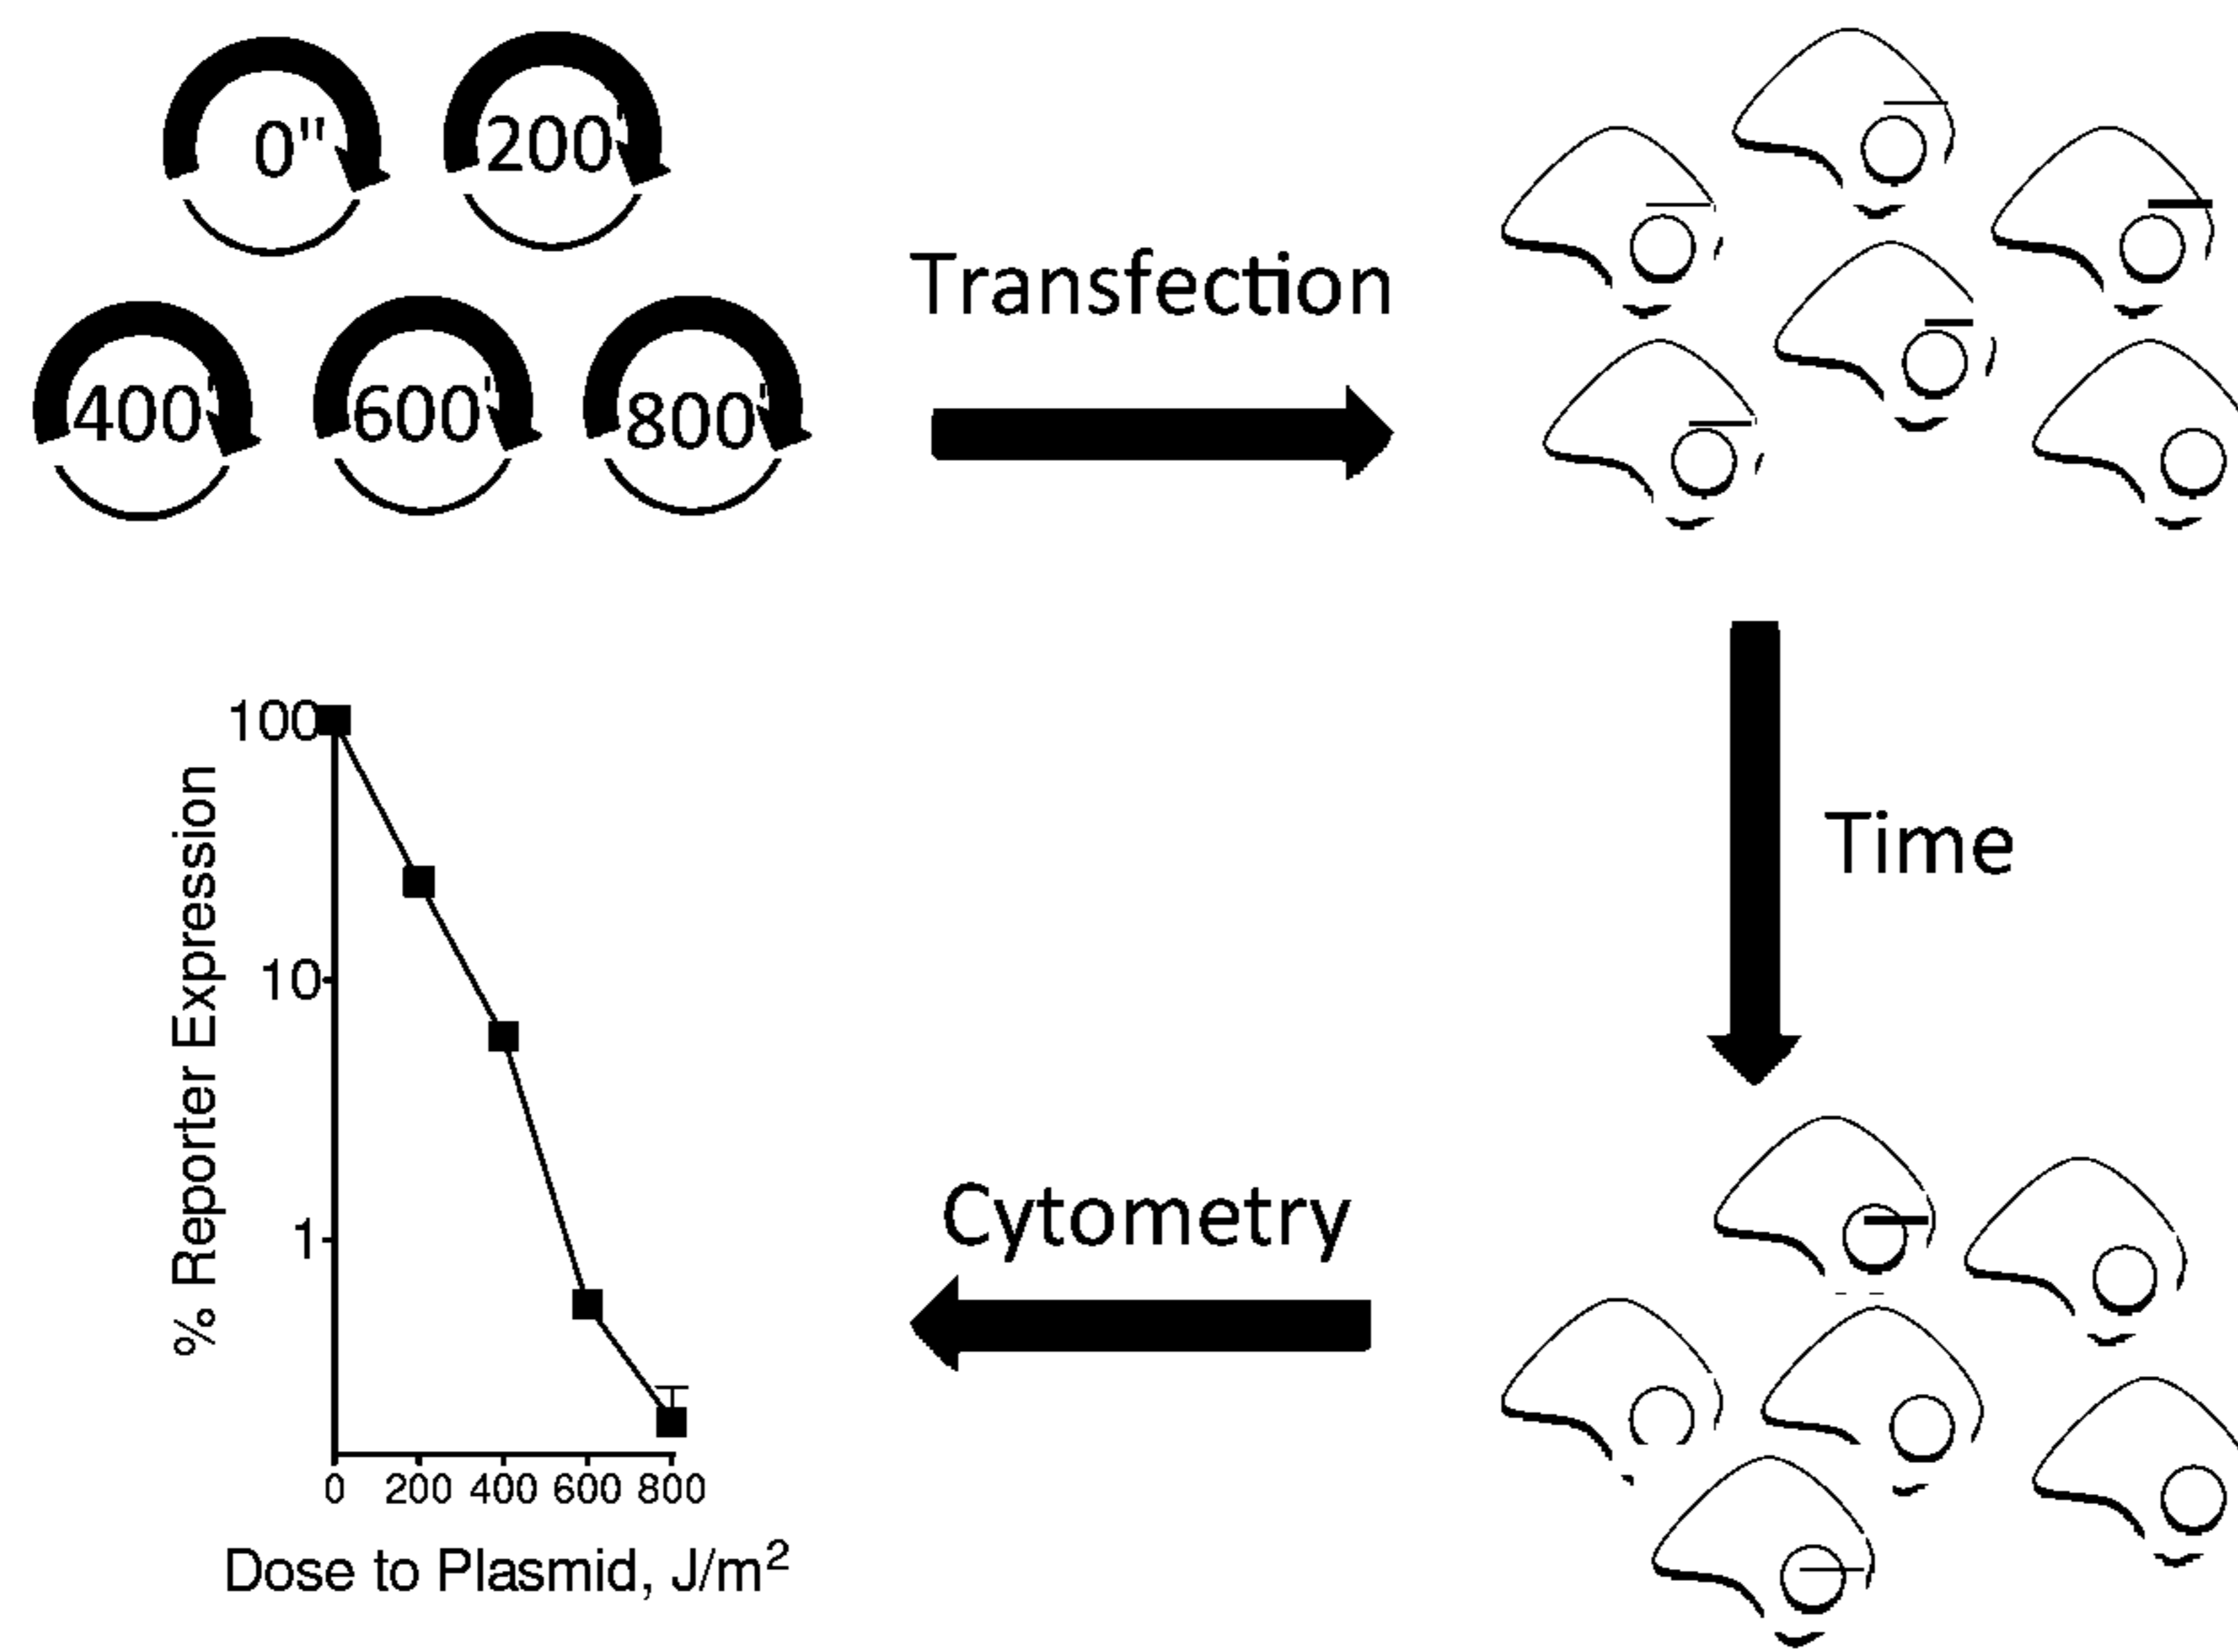 0"
200"
400"
600"
800"
Transfection
Time
Cytometry
% Reporter Expression
100
10
1
0 200 400 600 800
Dose to Plasmid, J/m²